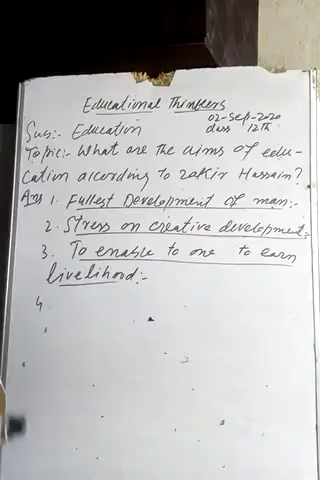 Educational Thinkers
02-Sep-2020
Sub:- Education class 12th
Topic:- What are the aims of edu-
cation according to Zakir Hassain?
Ans 1. Fullest Development of man:-
2. Stress on creative development:-
3. To enable to one to earn
livelihood:-
4